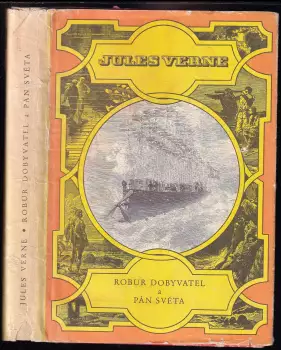 JULES VERNE • ROBUR DOBYVATEL a PÁN SVĚTA
JULES VERNE
ROBUR DOBYVATEL
a
PÁN SVĚTA